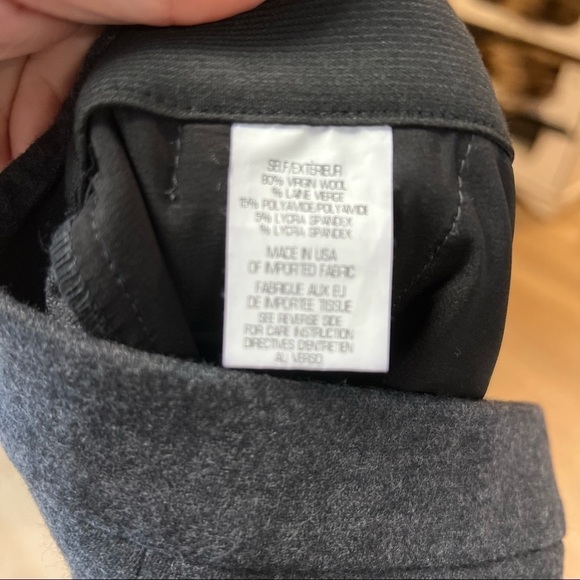 SELF/EXTÉRIEUR
80% VIRGIN WOOL
% LAINE VIERGE
15% POLYAMIDE/POLYAMIDE
5% LYCRA SPANDEX
% LYCRA SPANDEX
MADE IN USA
OF IMPORTED FABRIC
FABRIQUE AUX EU
DE IMPORTEE TISSUE
SEE REVERSE SIDE
FOR CARE INSTRUCTION
DIRECTIVES D'ENTRETEN
AU VERSO